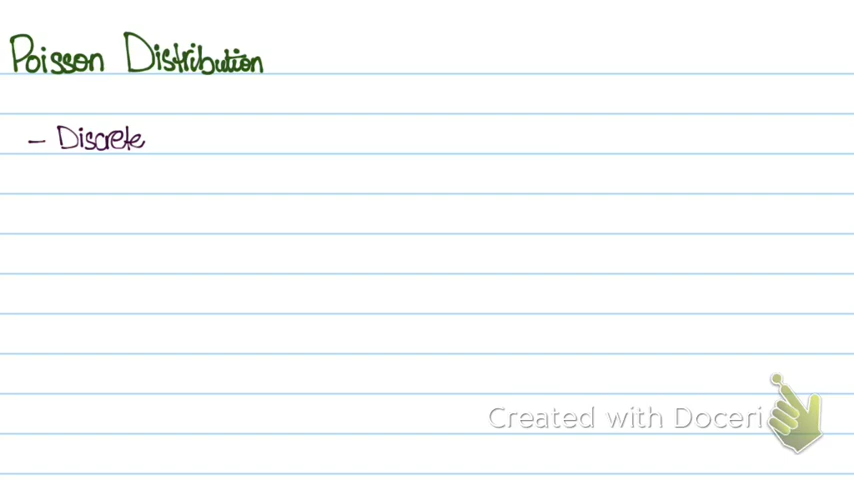 Poisson Distribution
- Discrete
Created with Doceri